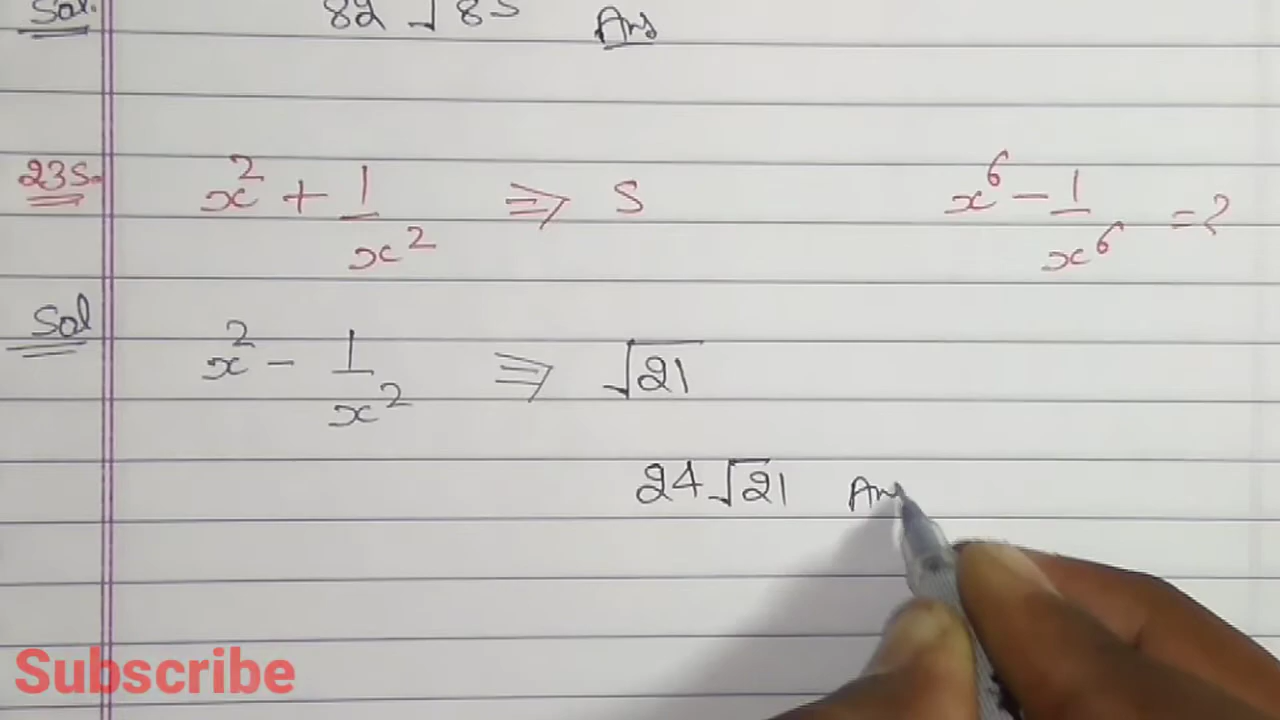 Sol. 82 √85 Ans
235. x² + 1/x² ⇒ 5 x⁶ - 1/x⁶ = ?
Sol x² - 1/x² ⇒ √21
24 √21 Ans
Subscribe